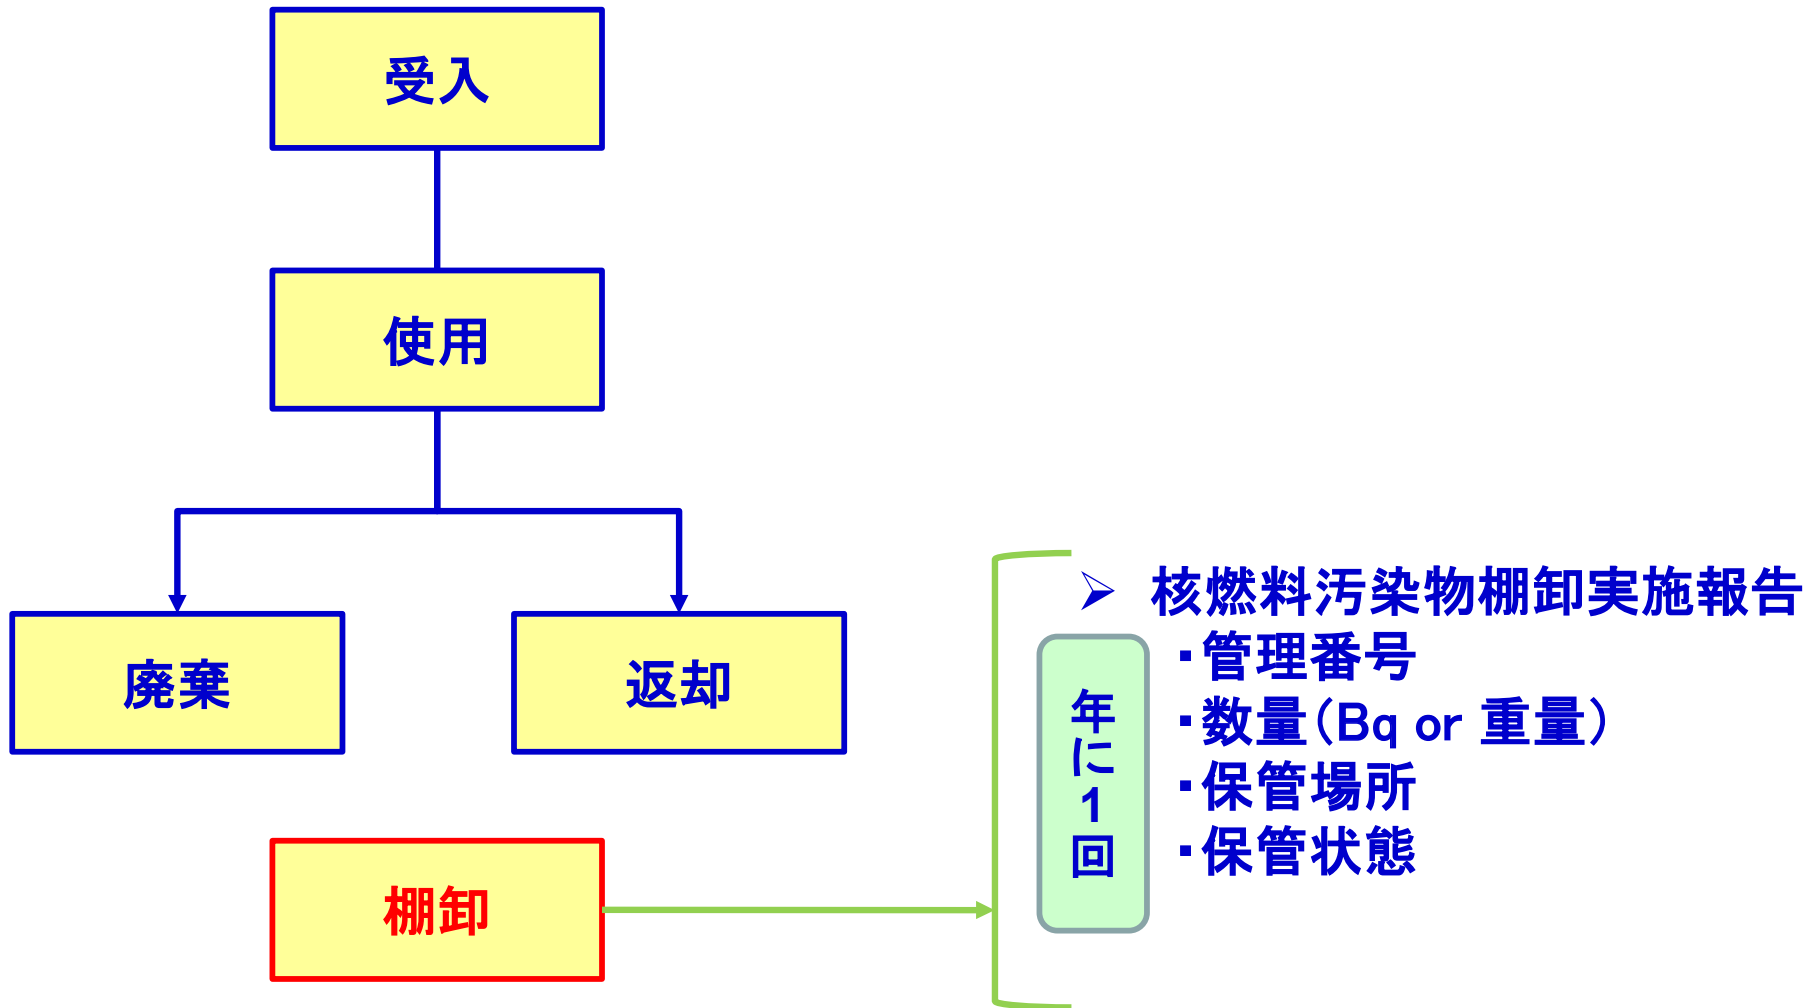 受入
使用
廃棄
返却
棚卸
➢ 核燃料汚染物棚卸実施報告
・管理番号
・数量（Bq or 重量）
・保管場所
・保管状態
年に1回